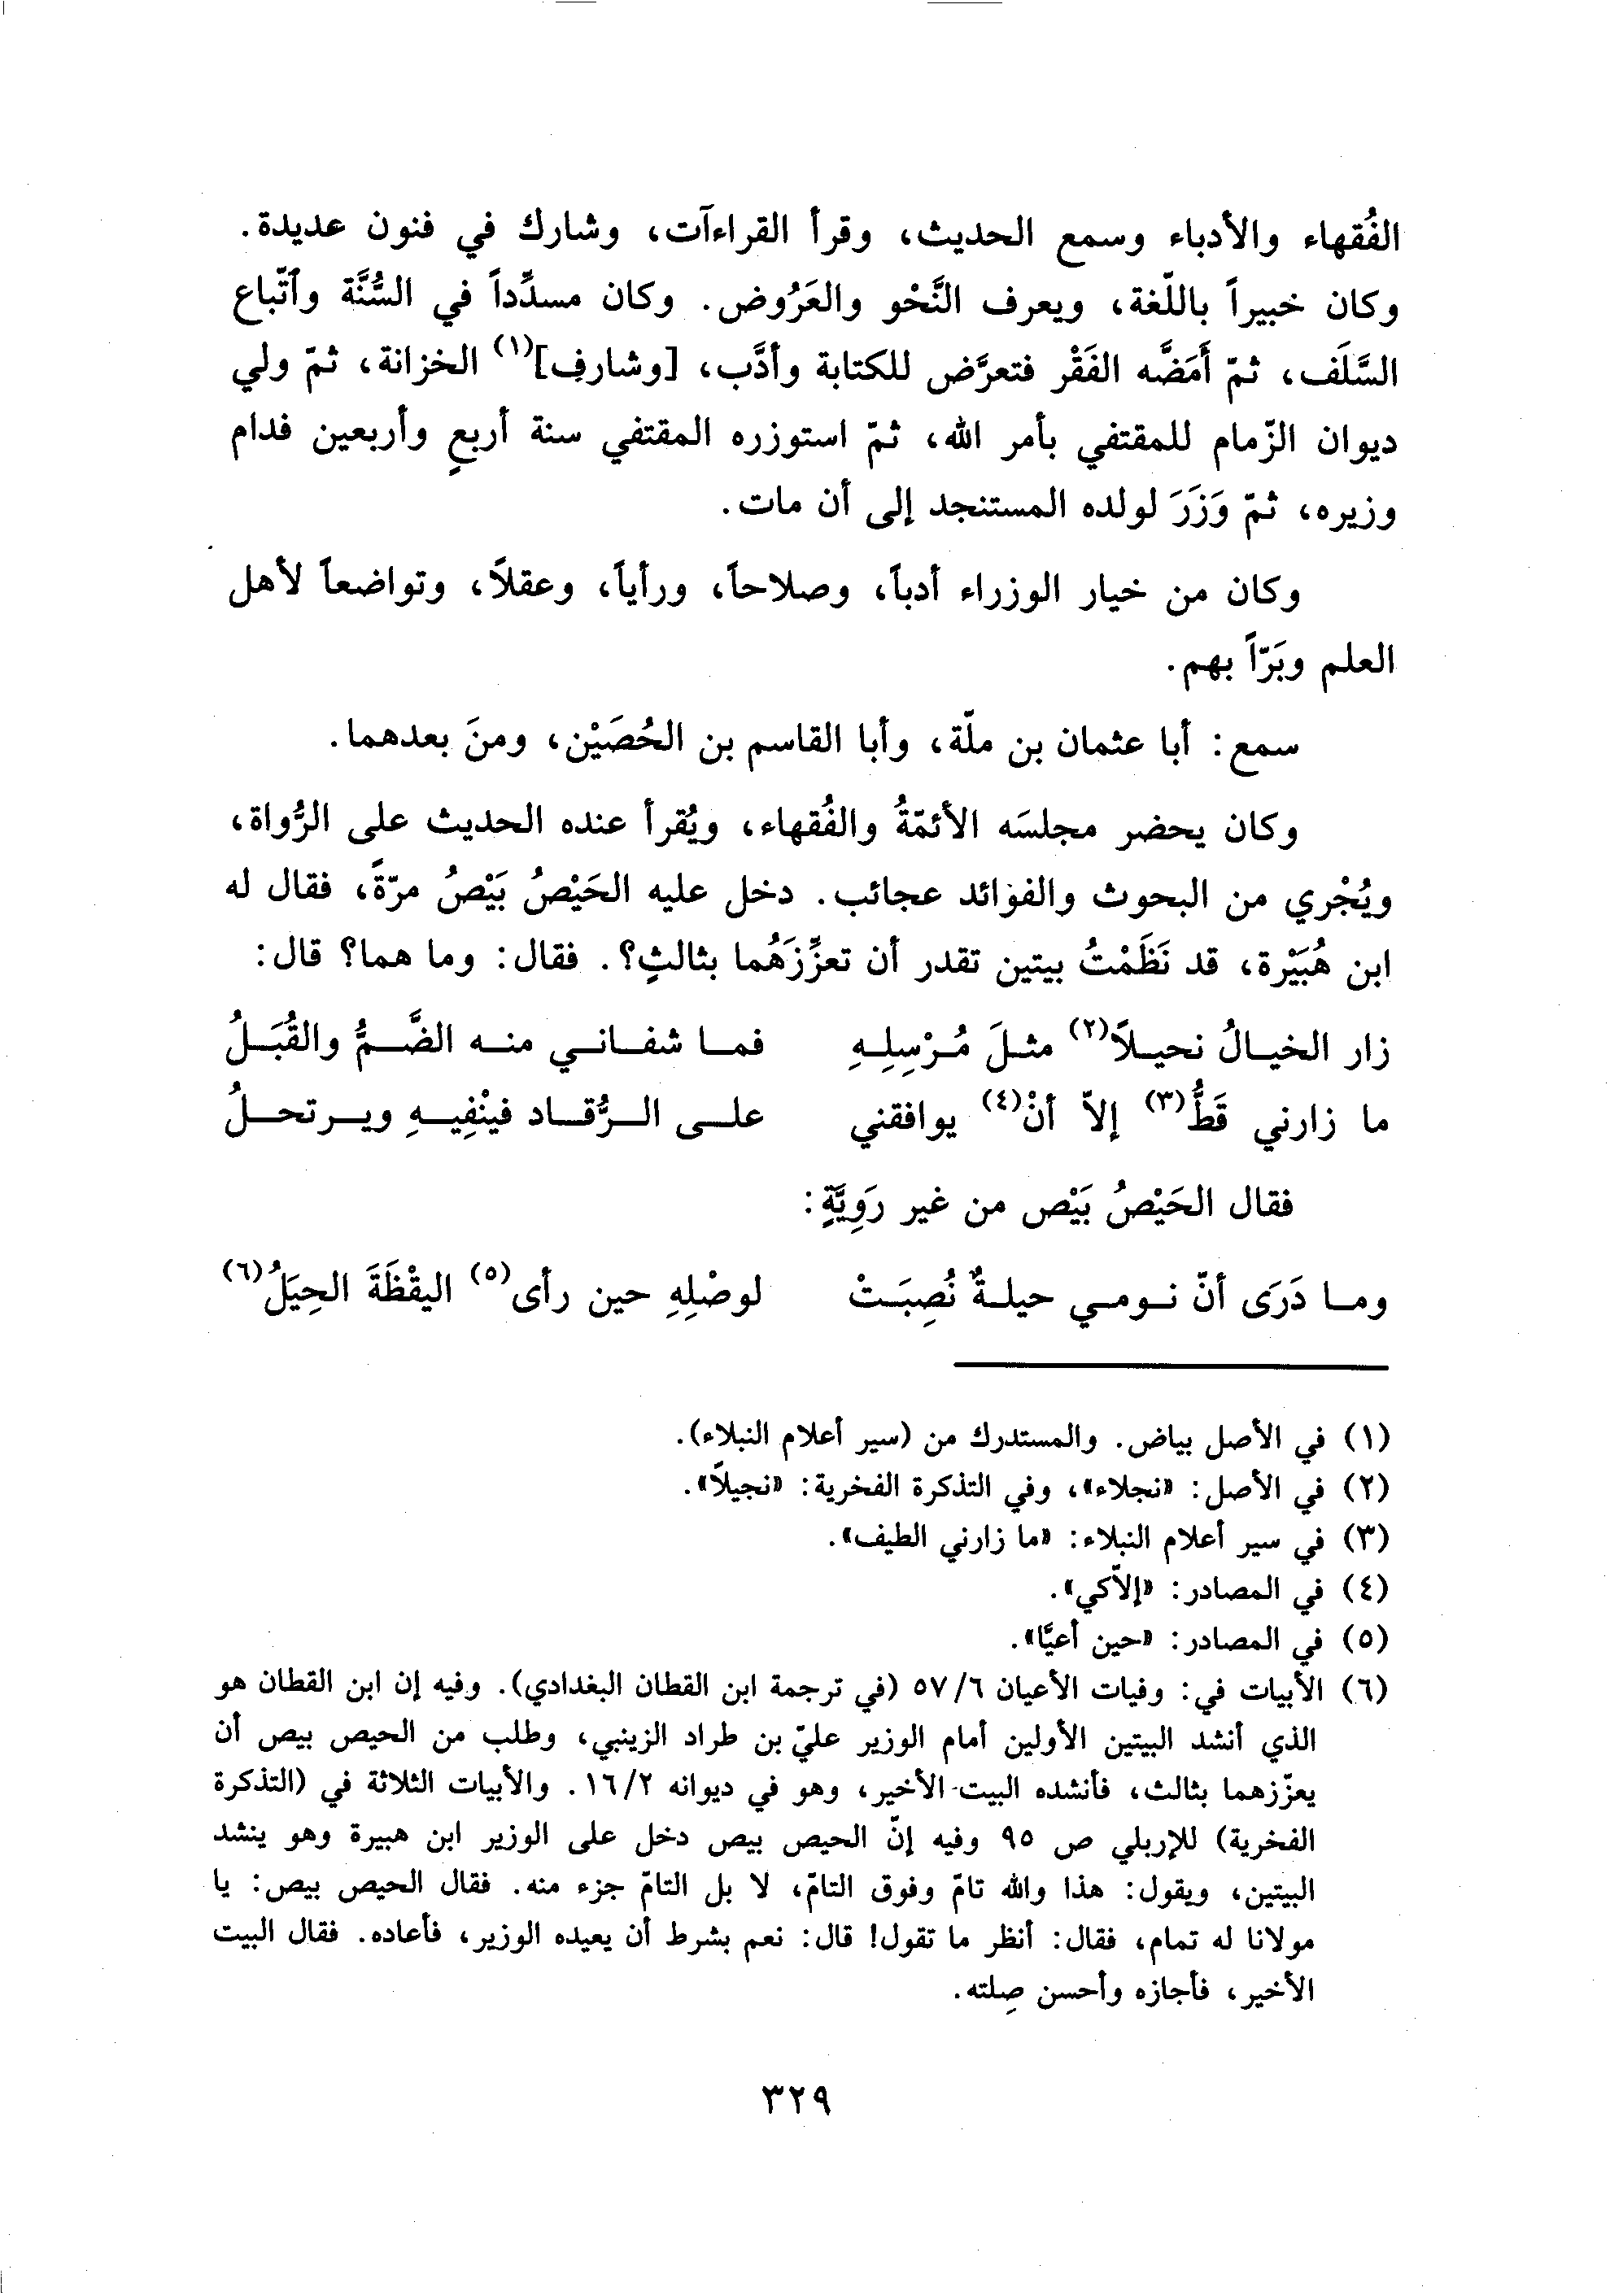 الفُقهاء والأدباء وسمع الحديث، وقرأ القراءآت، وشارك في فنون عديدة.
وكان خبيراً باللّغة، ويعرف النَّحْو والعَرُوض. وكان مسدِّداً في السُّنَّة وٱتّباع
السَّلَف، ثمّ أَمَضَّه الفَقْر فتعرَّض للكتابة وأدَّب، [وشارف]⁽١⁾ الخزانة، ثمّ ولي
ديوان الزّمام للمقتفي بأمر الله، ثمّ استوزره المقتفي سنة أربعٍ وأربعين فدام
وزيره، ثمّ وَزَرَ لولده المستنجد إلى أن مات.
وكان من خيار الوزراء أدباً، وصلاحاً، ورأياً، وعقلاً، وتواضعاً لأهل
العلم وبَرّاً بهم.
سمع: أبا عثمان بن ملّة، وأبا القاسم بن الحُصَيْن، ومنَ بعدهما.
وكان يحضر مجلسَه الأئمّةُ والفُقهاء، ويُقرأ عنده الحديث على الرُّواة،
ويُجْري من البحوث والفوائد عجائب. دخل عليه الحَيْصُ بَيْصُ مرّةً، فقال له
ابن هُبَيْرة، قد نَظَمْتُ بيتين تقدر أن تعزِّزَهُما بثالثٍ؟. فقال: وما هما؟ قال:
زار الخيالُ نحيلاً⁽٢⁾ مثلَ مُرْسِلِهِ فما شفاني منه الضَّمُّ والقُبَلُ
ما زارني قَطُّ⁽٣⁾ إلاّ أنْ⁽٤⁾ يوافقني على الرُّقاد فينْفِيهِ ويرتحلُ
فقال الحَيْصُ بَيْص من غير رَوِيَّةٍ:
وما دَرَى أنّ نومي حيلةٌ نُصِبَتْ لوصْلِهِ حين رأى⁽٥⁾ اليقْظَةَ الحِيَلُ⁽٦⁾
(١) في الأصل بياض. والمستدرك من (سير أعلام النبلاء).
(٢) في الأصل: «نجلاء»، وفي التذكرة الفخرية: «نجيلاً».
(٣) في سير أعلام النبلاء: «ما زارني الطيف».
(٤) في المصادر: «إلاّكي».
(٥) في المصادر: «حين أعيًّا».
(٦) الأبيات في: وفيات الأعيان ٥٧/٦ (في ترجمة ابن القطان البغدادي). وفيه إن ابن القطان هو
الذي أنشد البيتين الأولين أمام الوزير عليّ بن طراد الزينبي، وطلب من الحيص بيص أن
يعزّزهما بثالث، فأنشده البيت الأخير، وهو في ديوانه ١٦/٢. والأبيات الثلاثة في (التذكرة
الفخرية) للإربلي ص ٩٥ وفيه إنّ الحيص بيص دخل على الوزير ابن هبيرة وهو ينشد
البيتين، ويقول: هذا والله تامّ وفوق التامّ، لا بل التامّ جزء منه. فقال الحيص بيص: يا
مولانا له تمام، فقال: أنظر ما تقول! قال: نعم بشرط أن يعيده الوزير، فأعاده. فقال البيت
الأخير، فأجازه وأحسن صِلته.
٣٢٩